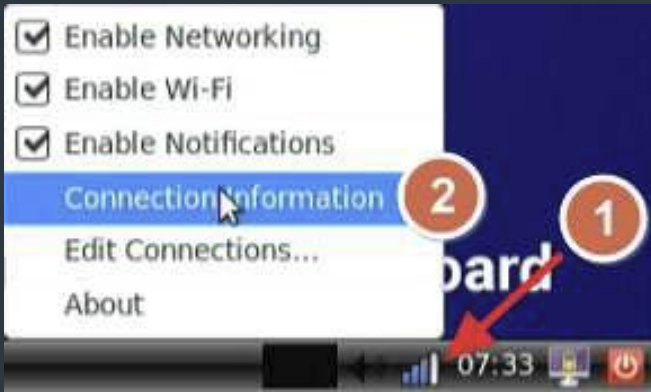 Enable Networking
Enable Wi-Fi
Enable Notifications
Connection Information
2
1
Edit Connections...
oard
About
07:33